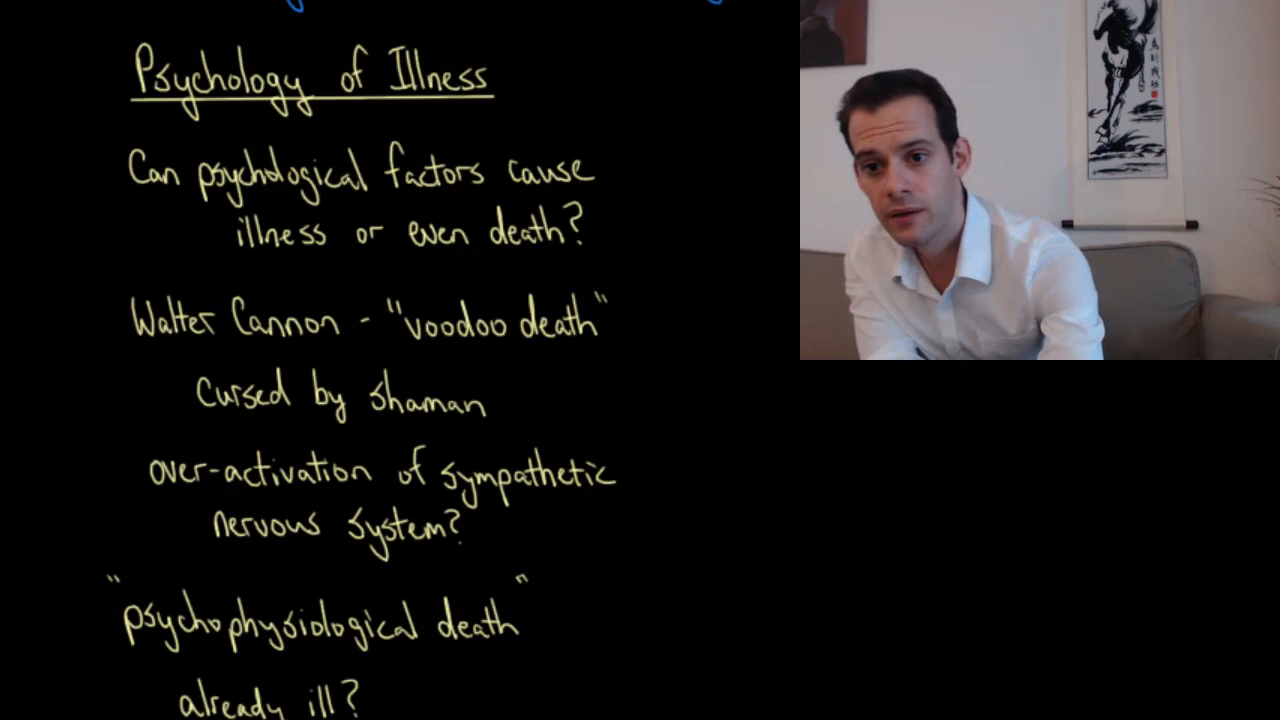 Psychology of Illness
Can psychological factors cause
illness or even death?
Walter Cannon - "voodoo death"
cursed by shaman
over-activation of sympathetic
nervous system?
"psychophysiological death"
already ill?